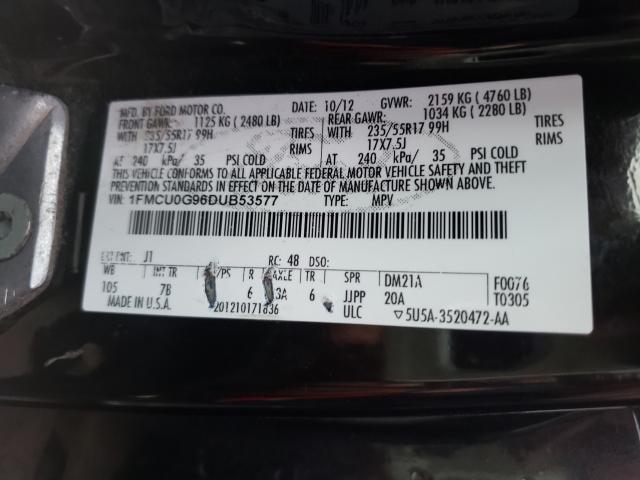 MFD. BY FORD MOTOR CO. DATE: 10/12 GVWR: 2159 KG ( 4760 LB)
FRONT GAWR: 1125 KG ( 2480 LB) REAR GAWR: 1034 KG ( 2280 LB)
WITH 235/55R17 99H TIRES WITH 235/55R17 99H TIRES
17X7.5J RIMS 17X7.5J RIMS
AT 240 kPa/ 35 PSI COLD AT 240 kPa/ 35 PSI COLD
THIS VEHICLE CONFORMS TO ALL APPLICABLE FEDERAL MOTOR VEHICLE SAFETY AND THEFT
PREVENTION STANDARDS IN EFFECT ON THE DATE OF MANUFACTURE SHOWN ABOVE.
VIN: 1FMCU0G96DUB53577 TYPE: MPV
EXT PNT: J1 RC: 48 DSO:
WB INT TR /PS R AXLE TR SPR DM21A F0076
105 7B 6 3A 6 JJPP 20A T0305
MADE IN U.S.A. 201210171836 ULC ▽5U5A-3520472-AA